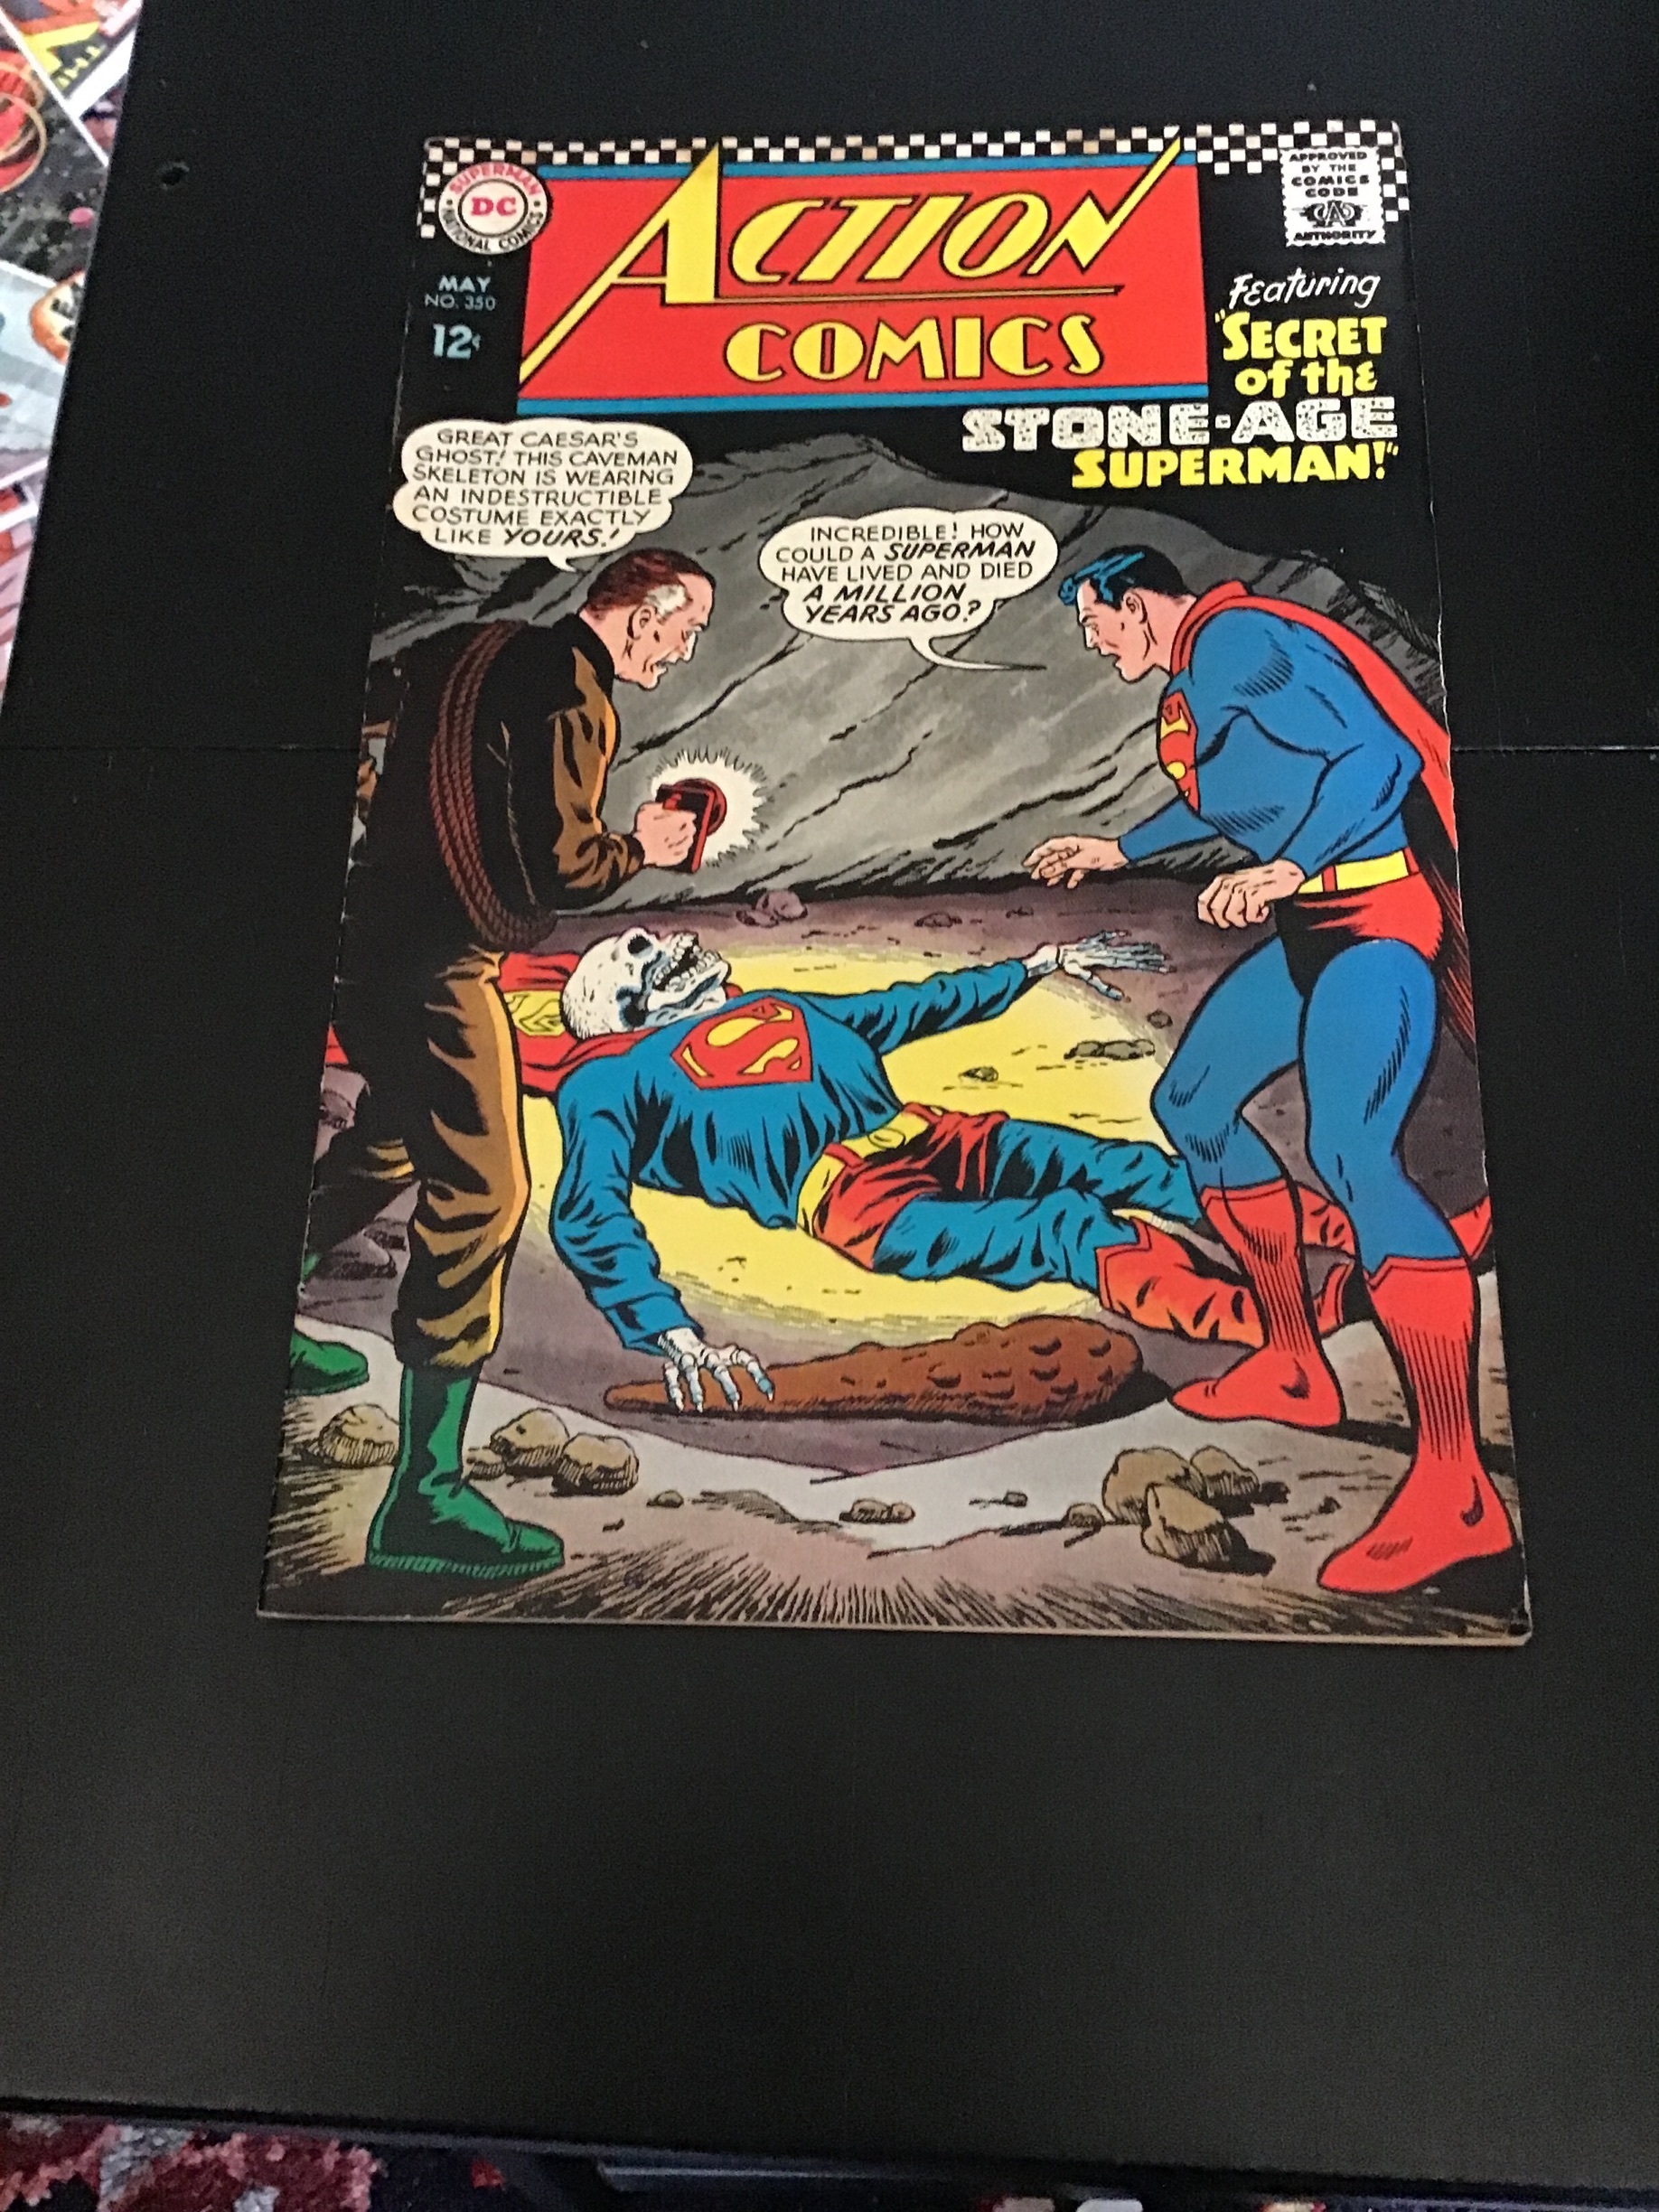 SUPERMAN
DC
NATIONAL COMICS
MAY
NO. 350
12¢
ACTION
COMICS
APPROVED
BY THE
COMICS
CODE
CA
AUTHORITY
Featuring
"SECRET
of the
STONE-AGE
SUPERMAN!"
GREAT CAESAR'S
GHOST! THIS CAVEMAN
SKELETON IS WEARING
AN INDESTRUCTIBLE
COSTUME EXACTLY
LIKE YOURS!
INCREDIBLE! HOW
COULD A SUPERMAN
HAVE LIVED AND DIED
A MILLION
YEARS AGO?
S